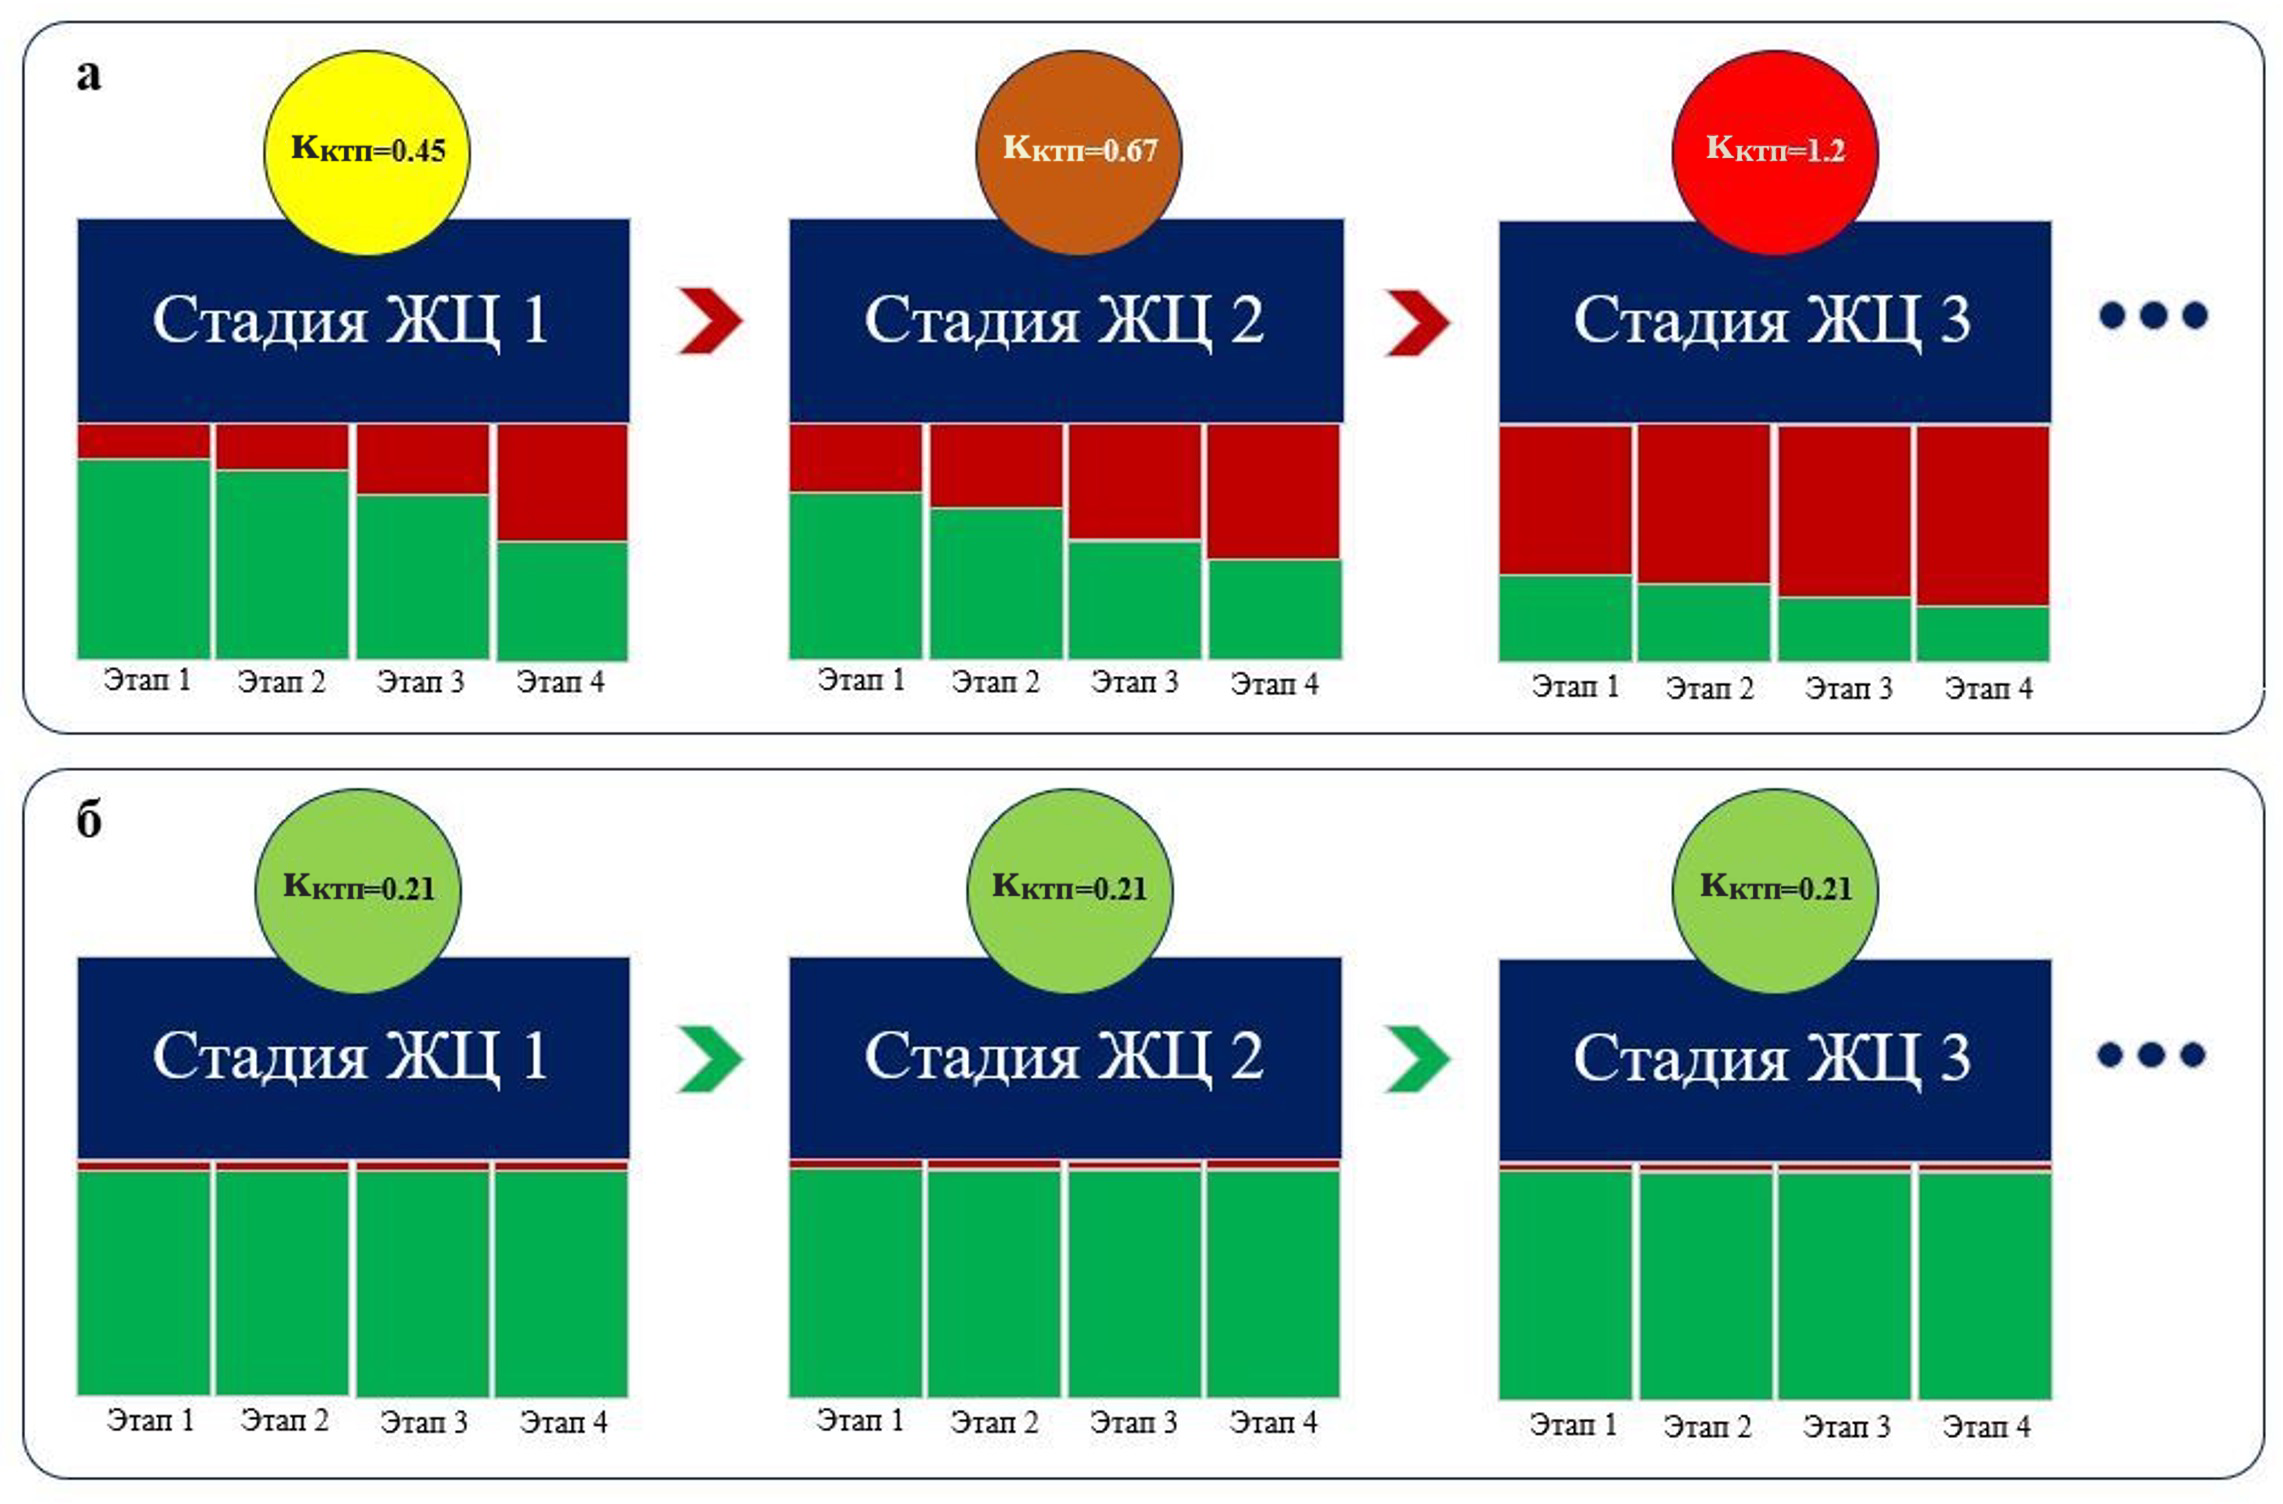 а
Кктп=0.45
Кктп=0.67
Кктп=1.2
Стадия ЖЦ 1
Стадия ЖЦ 2
Стадия ЖЦ 3
Этап 1 Этап 2 Этап 3 Этап 4
Этап 1 Этап 2 Этап 3 Этап 4
Этап 1 Этап 2 Этап 3 Этап 4
б
Кктп=0.21
Кктп=0.21
Кктп=0.21
Стадия ЖЦ 1
Стадия ЖЦ 2
Стадия ЖЦ 3
Этап 1 Этап 2 Этап 3 Этап 4
Этап 1 Этап 2 Этап 3 Этап 4
Этап 1 Этап 2 Этап 3 Этап 4